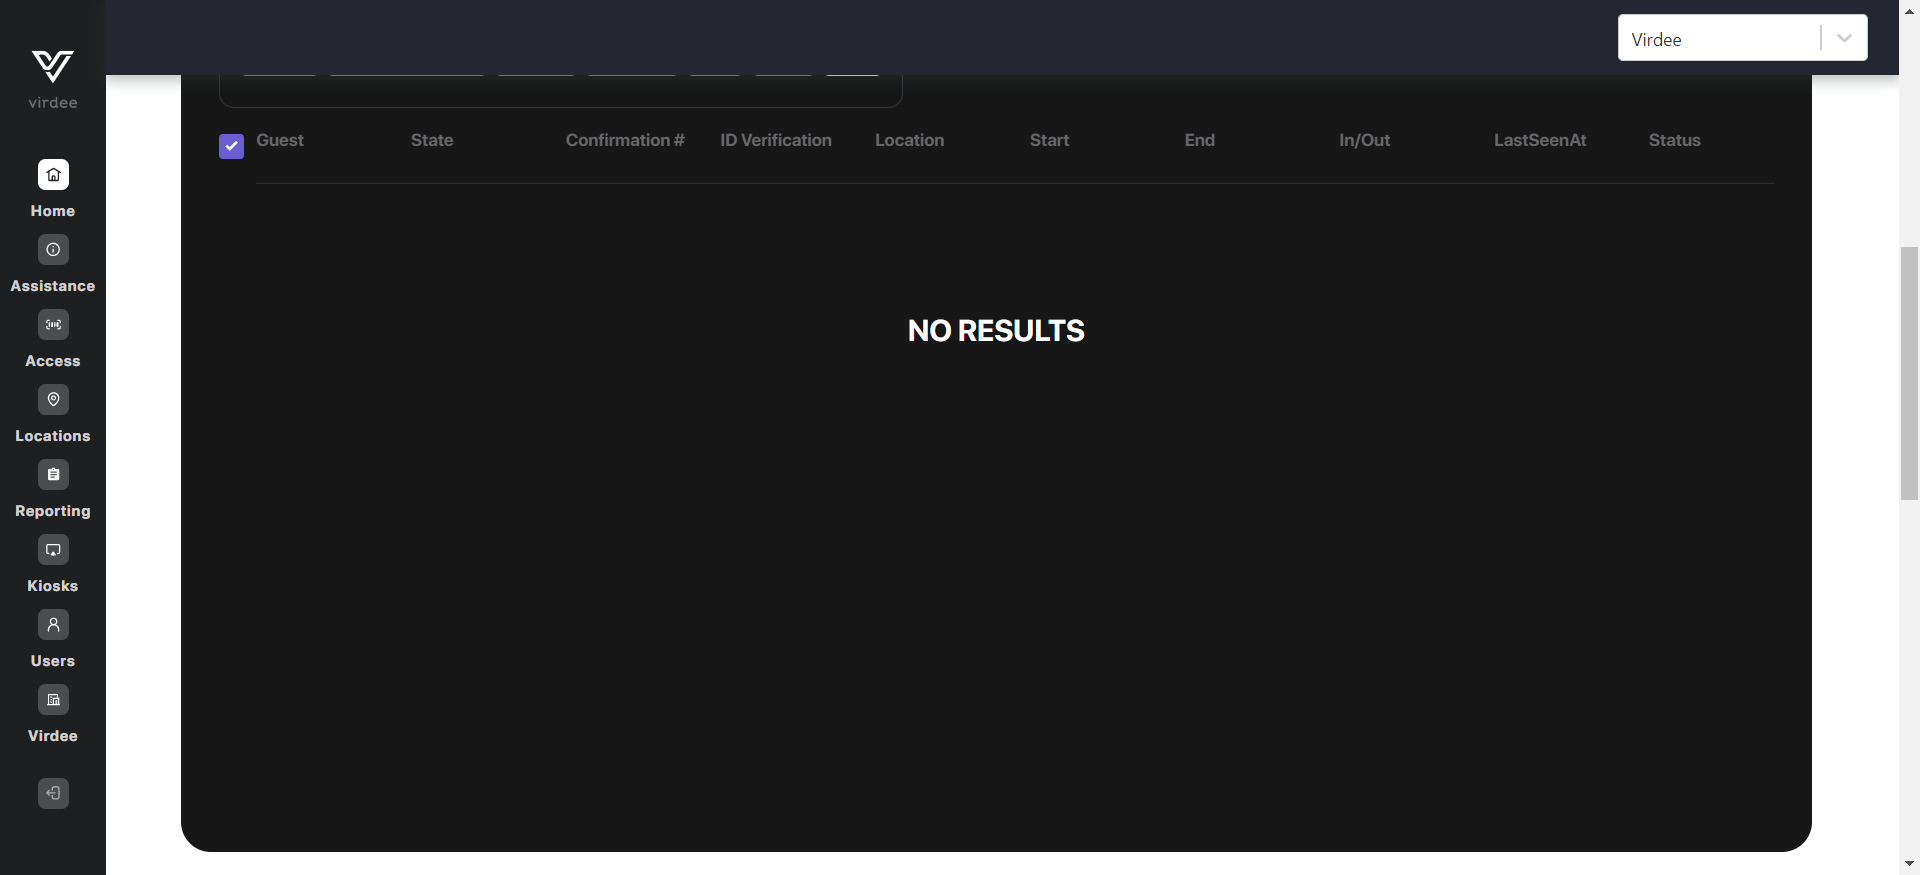 Virdee
virdee
Guest State Confirmation # ID Verification Location Start End In/Out LastSeenAt Status
Home
Assistance
NO RESULTS
Access
Locations
Reporting
Kiosks
Users
Virdee